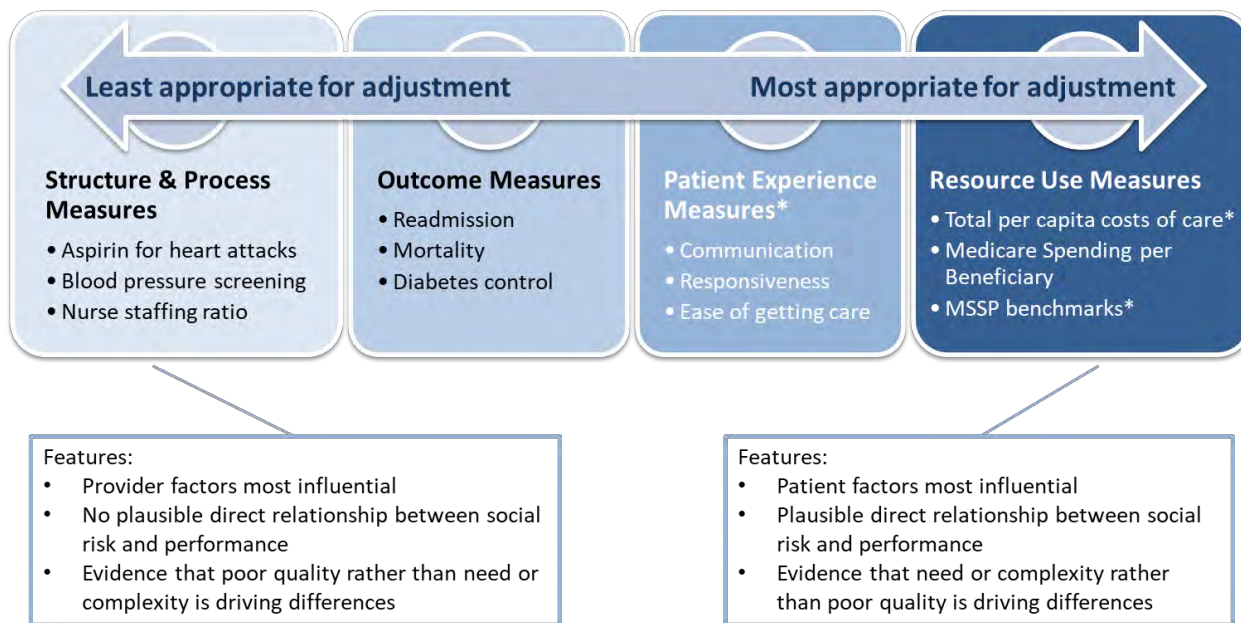 Least appropriate for adjustment
Most appropriate for adjustment
Structure & Process
Measures
• Aspirin for heart attacks
• Blood pressure screening
• Nurse staffing ratio
Outcome Measures
• Readmission
• Mortality
• Diabetes control
Patient Experience
Measures*
• Communication
• Responsiveness
• Ease of getting care
Resource Use Measures
• Total per capita costs of care*
• Medicare Spending per
Beneficiary
• MSSP benchmarks*
Features:
• Provider factors most influential
• No plausible direct relationship between social
risk and performance
• Evidence that poor quality rather than need or
complexity is driving differences
Features:
• Patient factors most influential
• Plausible direct relationship between social
risk and performance
• Evidence that need or complexity rather
than poor quality is driving differences